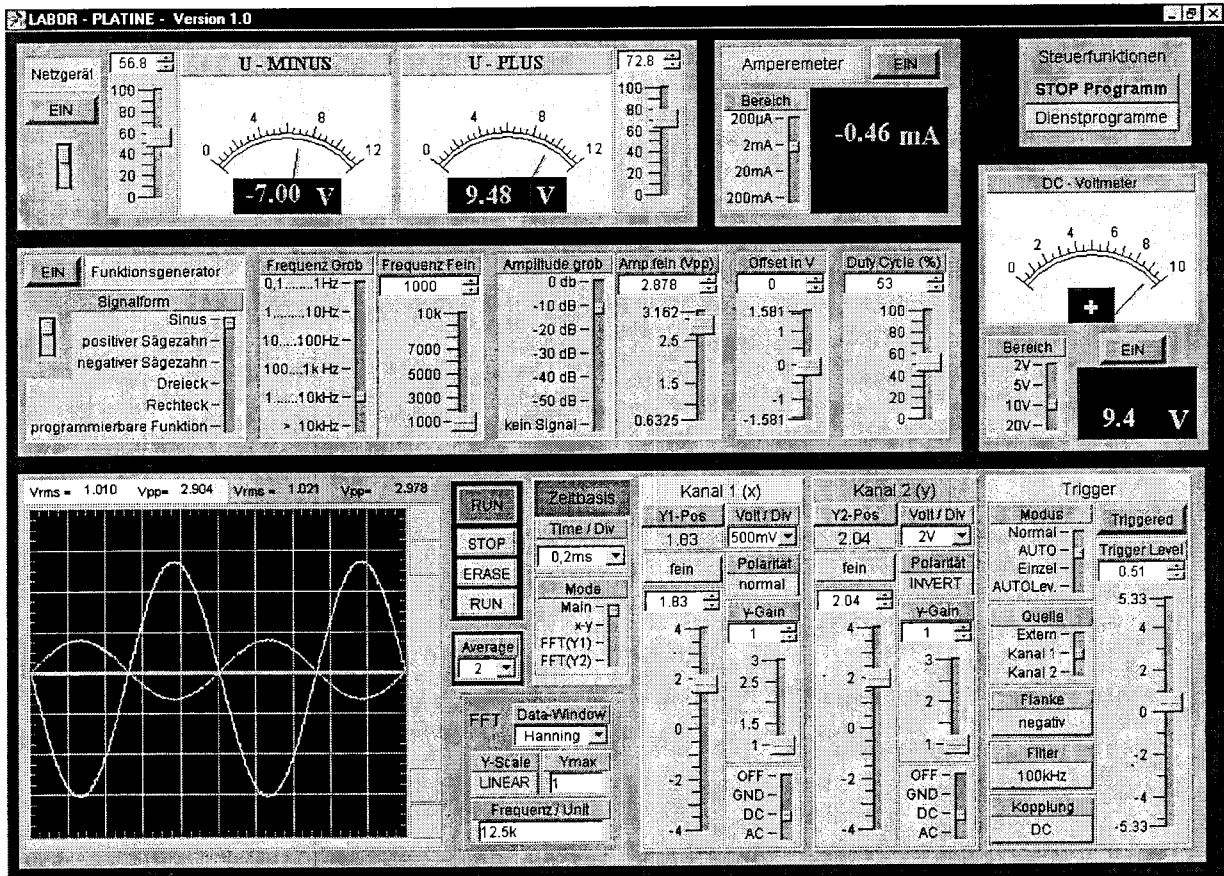 LABOR - PLATINE - Version 1.0
Netzgerät
EIN
56.8
100
80
60
40
20
0
U - MINUS
0
4
8
12
-7.00 V
U - PLUS
0
4
8
12
9.48 V
72.8
100
80
60
40
20
0
Amperemeter
EIN
Bereich
200µA
2mA
20mA
200mA
-0.46 mA
Steuerfunktionen
STOP Programm
Dienstprogramme
DC - Voltmeter
0
2
4
6
8
10
+
Bereich
2V
5V
10V
20V
EIN
9.4 V
EIN
Funktionsgenerator
Signalform
Sinus
positiver Sägezahn
negativer Sägezahn
Dreieck
Rechteck
programmierbare Funktion
Frequenz Grob
0,1.......1Hz
1.......10Hz
10....100Hz
100...1kHz
1......10kHz
> 10kHz
Frequenz Fein
1000
10k
7000
5000
3000
1000
Amplitude grob
0 db
-10 dB
-20 dB
-30 dB
-40 dB
-50 dB
kein Signal
Amp.fein (Vpp)
2.878
3.162
2.5
1.5
0.6325
Offset in V
0
1.581
1
0
-1
-1.581
Duty Cycle (%)
53
100
80
60
40
20
0
Vrms = 1.010 Vpp= 2.904 Vrms = 1.021 Vpp= 2.978
RUN
STOP
ERASE
RUN
Average
2
Zeitbasis
Time / Div
0,2ms
Mode
Main
x-y
FFT(Y1)
FFT(Y2)
FFT
Data-Window
Hanning
Y-Scale
LINEAR
Ymax
1
Frequenz / Unit
12.5k
Kanal 1 (x)
Y1-Pos
1.83
fein
1.83
4
2
0
-2
-4
Volt / Div
500mV
Polarität
normal
y-Gain
1
3
2.5
1.5
1
OFF
GND
DC
AC
Kanal 2 (y)
Y2-Pos
2.04
fein
2.04
4
2
0
-2
-4
Volt / Div
2V
Polarität
INVERT
y-Gain
1
3
2
1
OFF
GND
DC
AC
Trigger
Modus
Normal
AUTO
Einzel
AUTOLev.
Quelle
Extern
Kanal 1
Kanal 2
Flanke
negativ
Filter
100kHz
Kopplung
DC
Triggered
Trigger Level
0.51
5.33
4
2
0
-2
-4
-5.33